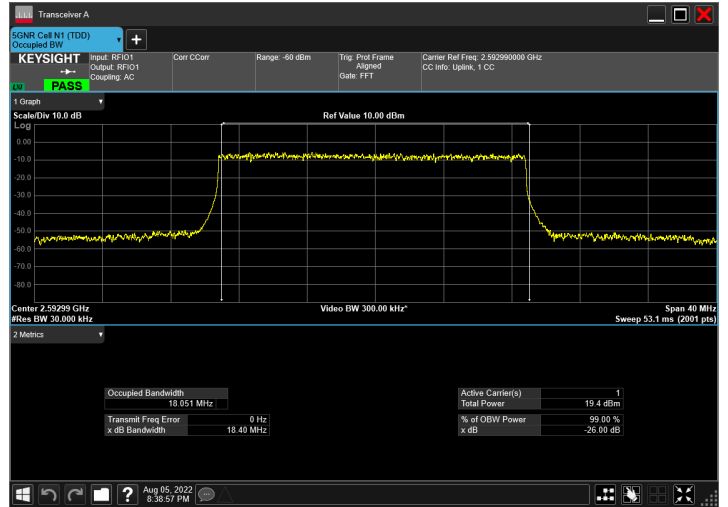 Transceiver A
5GNR Cell N1 (TDD)
Occupied BW
KEYSIGHT
LXI
PASS
Input: RFIO1
Output: RFIO1
Coupling: AC
Corr CCorr
Range: -60 dBm
Trig: Prot Frame
Aligned
Gate: FFT
Carrier Ref Freq: 2.592990000 GHz
CC Info: Uplink, 1 CC
1 Graph
Scale/Div 10.0 dB
Ref Value 10.00 dBm
Log
0.00
-10.0
-20.0
-30.0
-40.0
-50.0
-60.0
-70.0
-80.0
Center 2.59299 GHz
Video BW 300.00 kHz*
Span 40 MHz
#Res BW 30.000 kHz
Sweep 53.1 ms (2001 pts)
2 Metrics
Occupied Bandwidth
18.051 MHz
Transmit Freq Error 0 Hz
x dB Bandwidth 18.40 MHz
Active Carrier(s) 1
Total Power 19.4 dBm
% of OBW Power 99.00 %
x dB -26.00 dB
Aug 05, 2022
8:38:57 PM